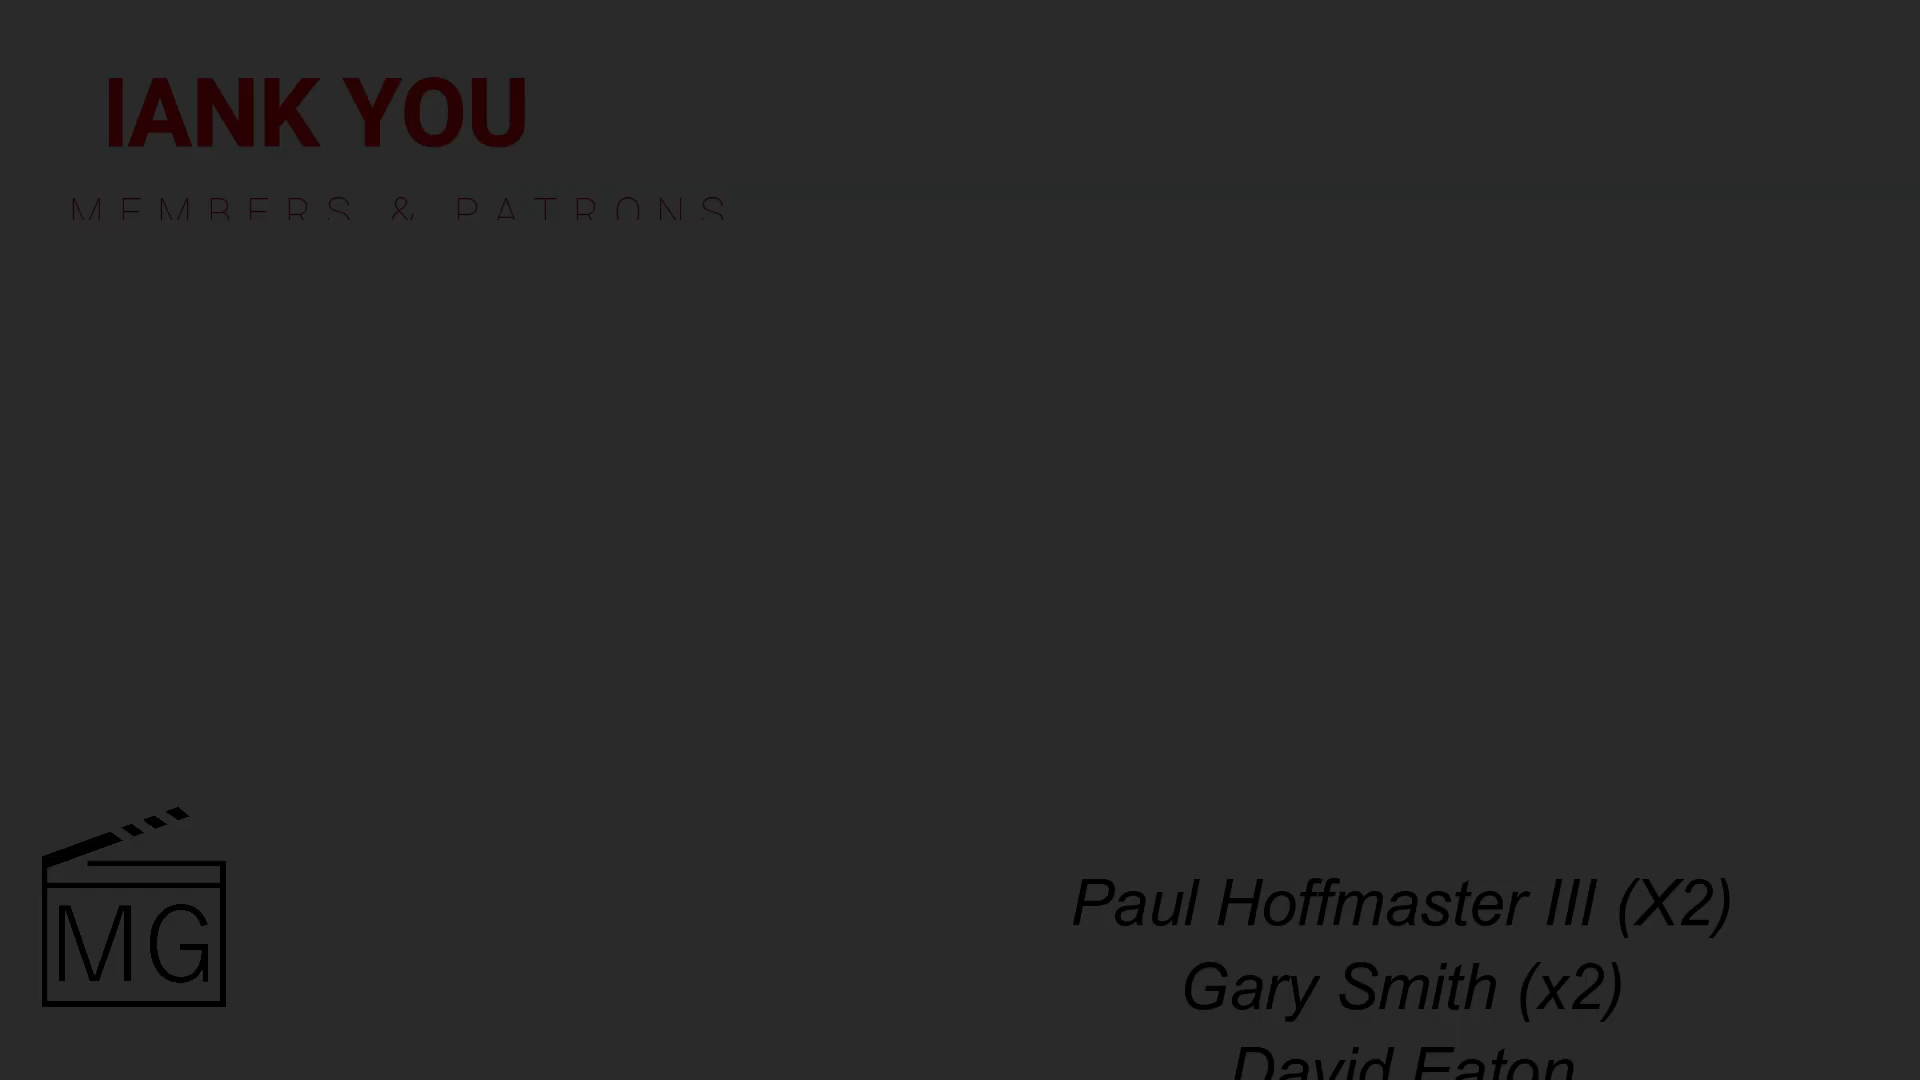 IANK YOU
MEMBERS & PATRONS
MG
Paul Hoffmaster III (X2)
Gary Smith (x2)
David Eaton